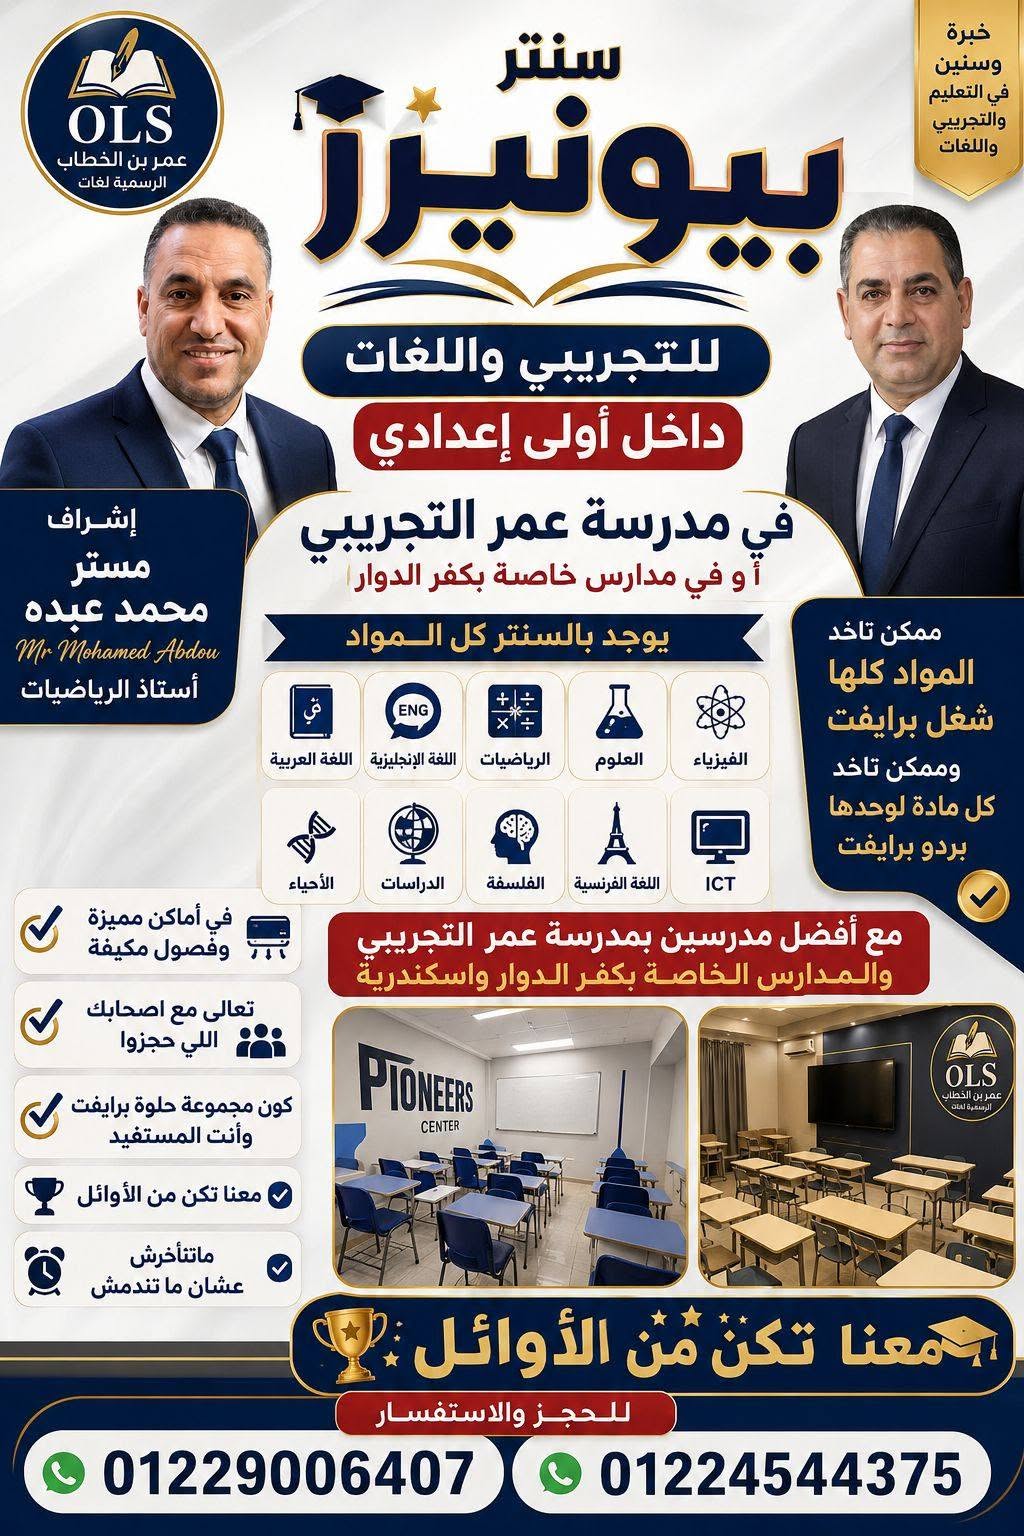 OLS
عمر بن الخطاب
الرسمية لغات
سنتر
بيونيرز
خبرة
وسنين
في التعليم
والتجريبي
واللغات
للتجريبي واللغات
داخل أولى إعدادي
في مدرسة عمر التجريبي
أو في مدارس خاصة بكفر الدوار
إشراف
مستر
محمد عبده
Mr Mohamed Abdou
أستاذ الرياضيات
يوجد بالسنتر كل المواد
الفيزياء
العلوم
الرياضيات
ENG
اللغة الإنجليزية
اللغة العربية
ICT
اللغة الفرنسية
الفلسفة
الدراسات
الأحياء
ممكن تاخد
المواد كلها
شغل برايفت
وممكن تاخد
كل مادة لوحدها
بردو برايفت
مع أفضل مدرسين بمدرسة عمر التجريبي
والمدارس الخاصة بكفر الدوار واسكندرية
في أماكن مميزة
وفصول مكيفة
تعالى مع اصحابك
اللي حجزوا
كون مجموعة حلوة برايفت
وأنت المستفيد
معنا تكن من الأوائل
ماتتأخرش
عشان ما تندمش
PIONEERS
CENTER
OLS
عمر بن الخطاب
الرسمية لغات
معنا تكن من الأوائل
للحجز والاستفسار
01229006407
01224544375